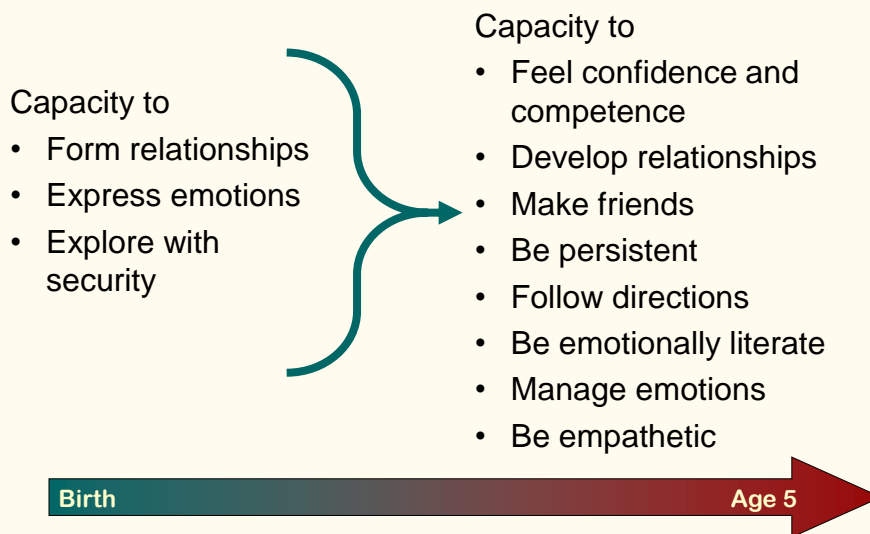 Capacity to
• Form relationships
• Express emotions
• Explore with
security
Capacity to
• Feel confidence and
competence
• Develop relationships
• Make friends
• Be persistent
• Follow directions
• Be emotionally literate
• Manage emotions
• Be empathetic
Birth
Age 5